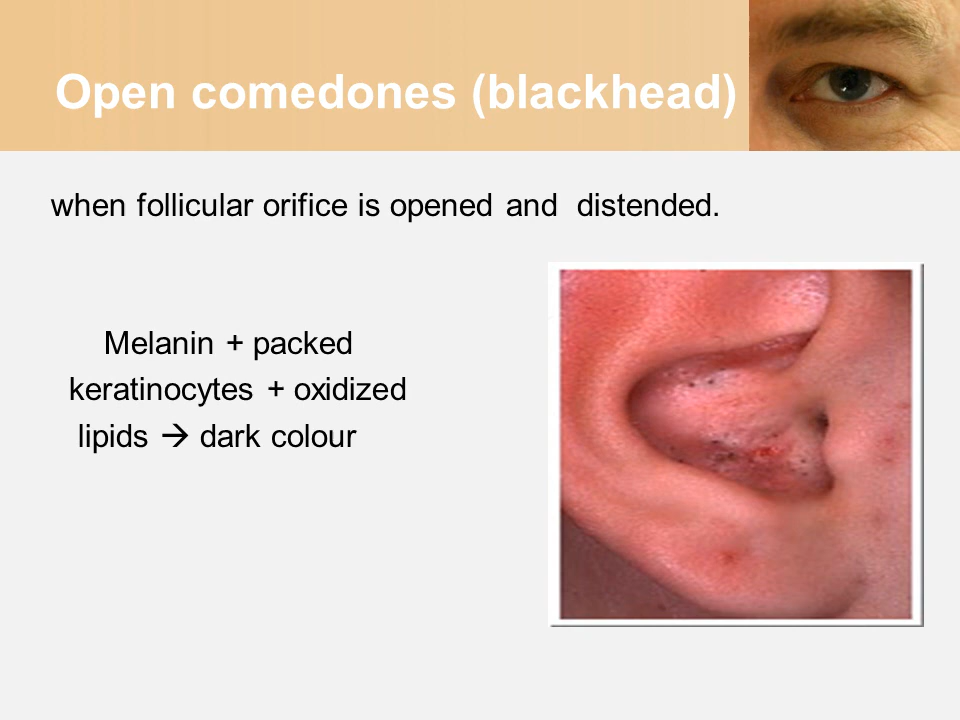 Open comedones (blackhead)
when follicular orifice is opened and  distended.
Melanin + packed
keratinocytes + oxidized
lipids → dark colour